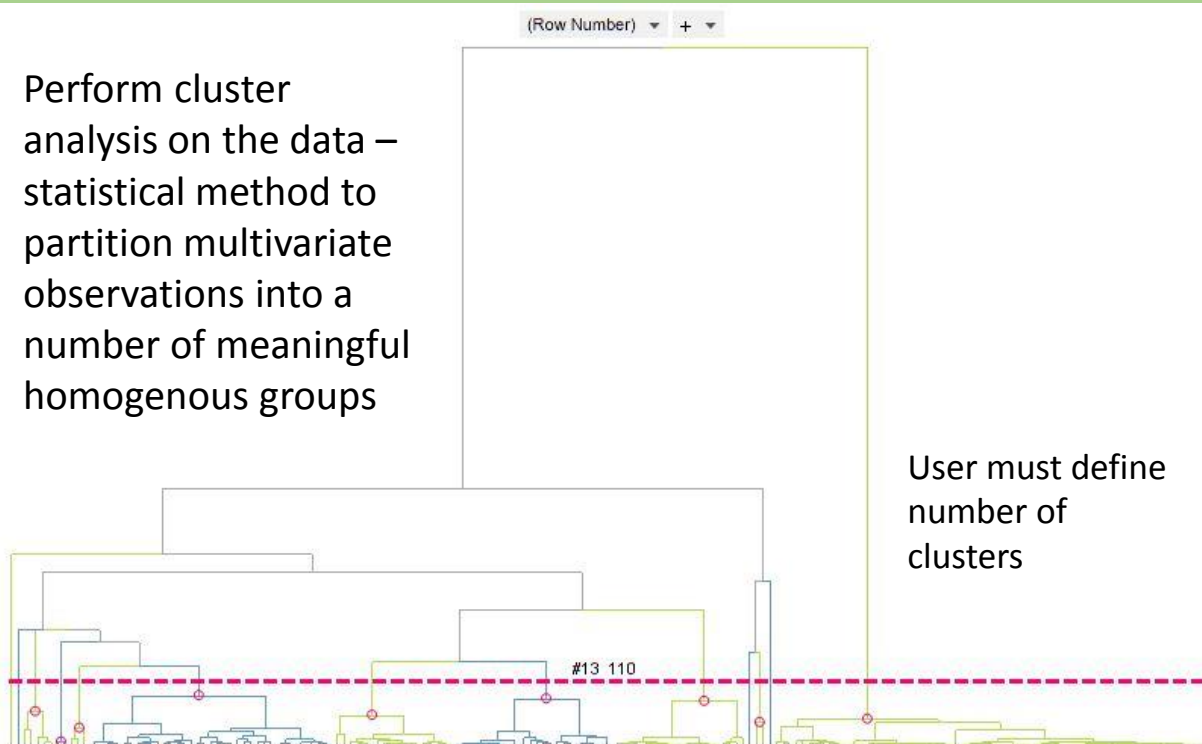 (Row Number) +
Perform cluster
analysis on the data –
statistical method to
partition multivariate
observations into a
number of meaningful
homogenous groups
User must define
number of
clusters
#13 110